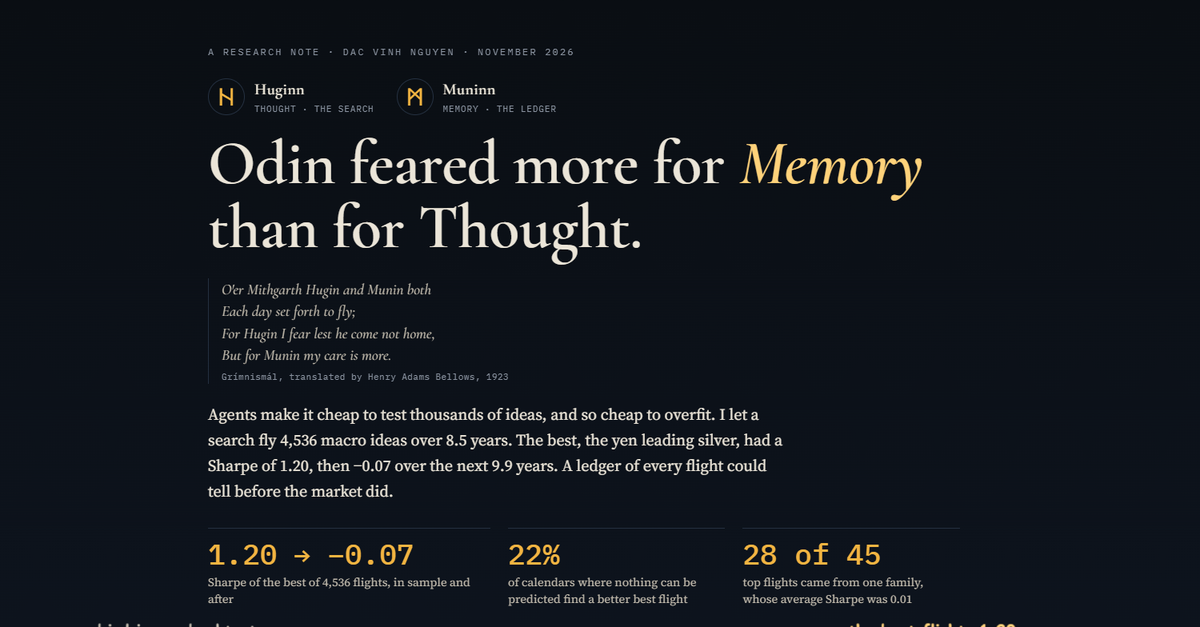 A RESEARCH NOTE · DAC VINH NGUYEN · NOVEMBER 2026
Huginn
THOUGHT · THE SEARCH
Muninn
MEMORY · THE LEDGER
Odin feared more for Memory
than for Thought.
O'er Mithgarth Hugin and Munin both
Each day set forth to fly;
For Hugin I fear lest he come not home,
But for Munin my care is more.
Grímnismál, translated by Henry Adams Bellows, 1923
Agents make it cheap to test thousands of ideas, and so cheap to overfit. I let a
search fly 4,536 macro ideas over 8.5 years. The best, the yen leading silver, had a
Sharpe of 1.20, then −0.07 over the next 9.9 years. A ledger of every flight could
tell before the market did.
1.20 → −0.07
Sharpe of the best of 4,536 flights, in sample and
after
22%
of calendars where nothing can be
predicted find a better best flight
28 of 45
top flights came from one family,
whose average Sharpe was 0.01